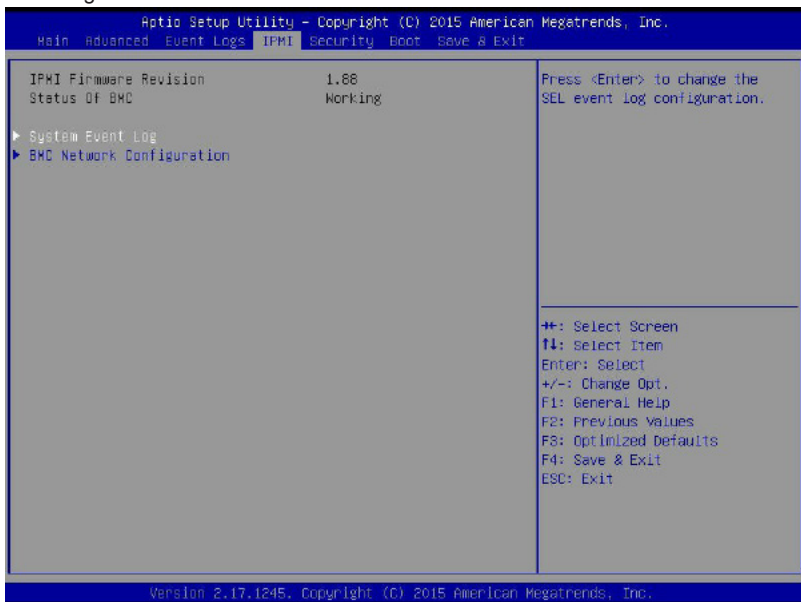 Aptio Setup Utility – Copyright (C) 2015 American Megatrends, Inc.
Main Advanced Event Logs IPMI Security Boot Save & Exit
IPMI Firmware Revision 1.88
Status Of BMC Working
System Event Log
BMC Network Configuration
Press <Enter> to change the
SEL event log configuration.
→←: Select Screen
↑↓: Select Item
Enter: Select
+/-: Change Opt.
F1: General Help
F2: Previous Values
F3: Optimized Defaults
F4: Save & Exit
ESC: Exit
Version 2.17.1245. Copyright (C) 2015 American Megatrends, Inc.